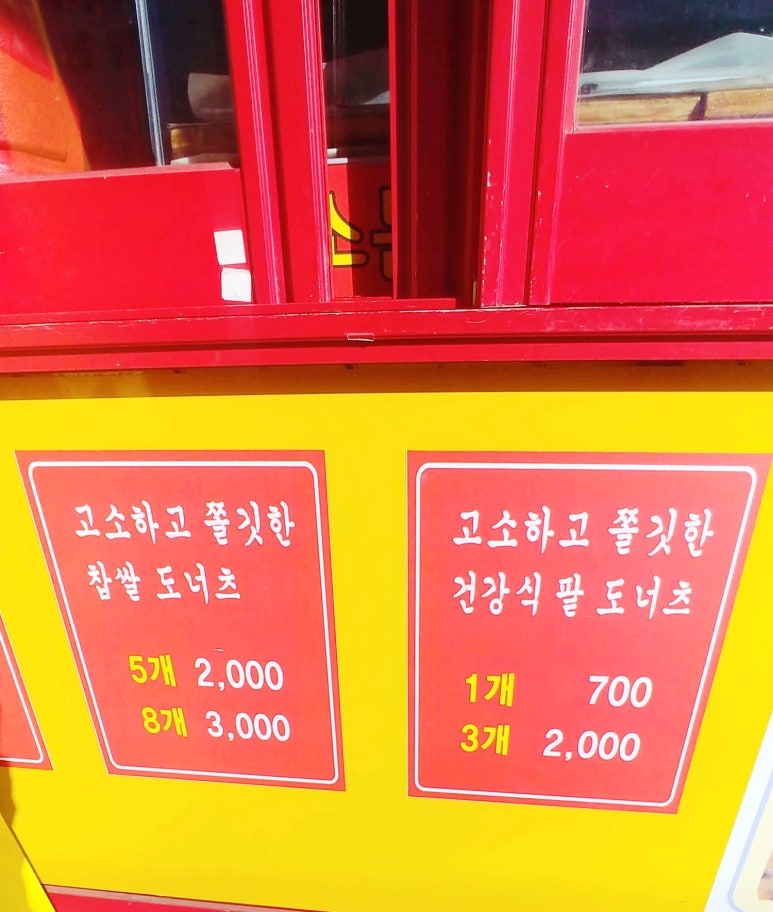 고소하고 쫄깃한
찹쌀 도너츠
5개 2,000
8개 3,000
고소하고 쫄깃한
건강식 팥 도너츠
1개 700
3개 2,000